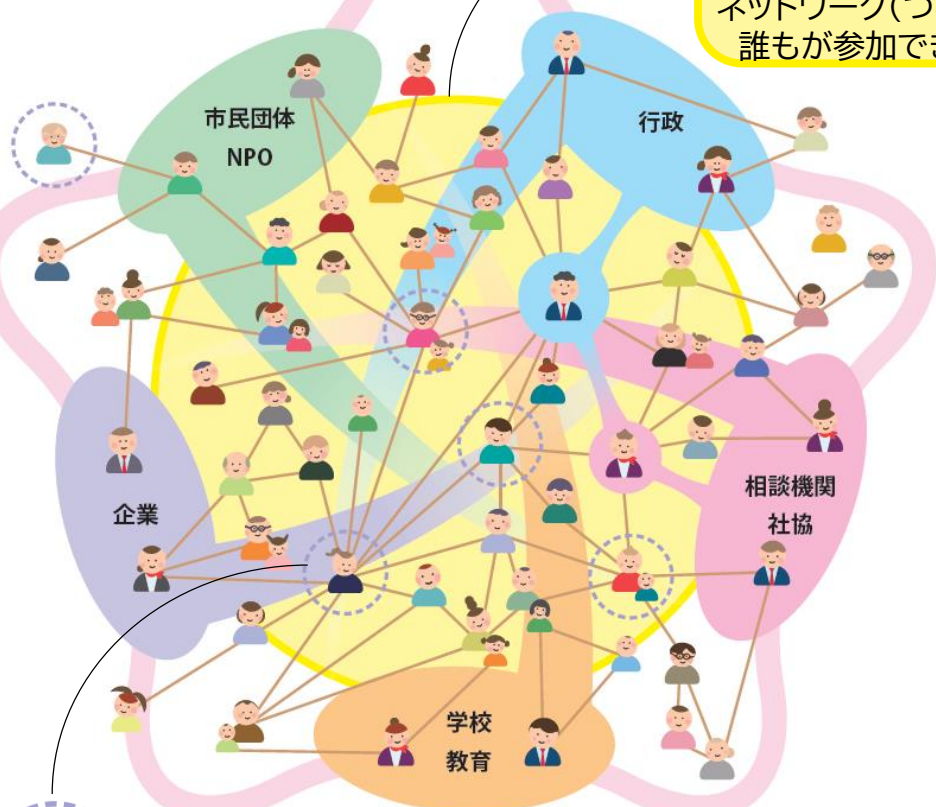 ネットワーク(つ
誰もが参加でき
市民団体
NPO
行政
企業
相談機関
社協
学校
教育